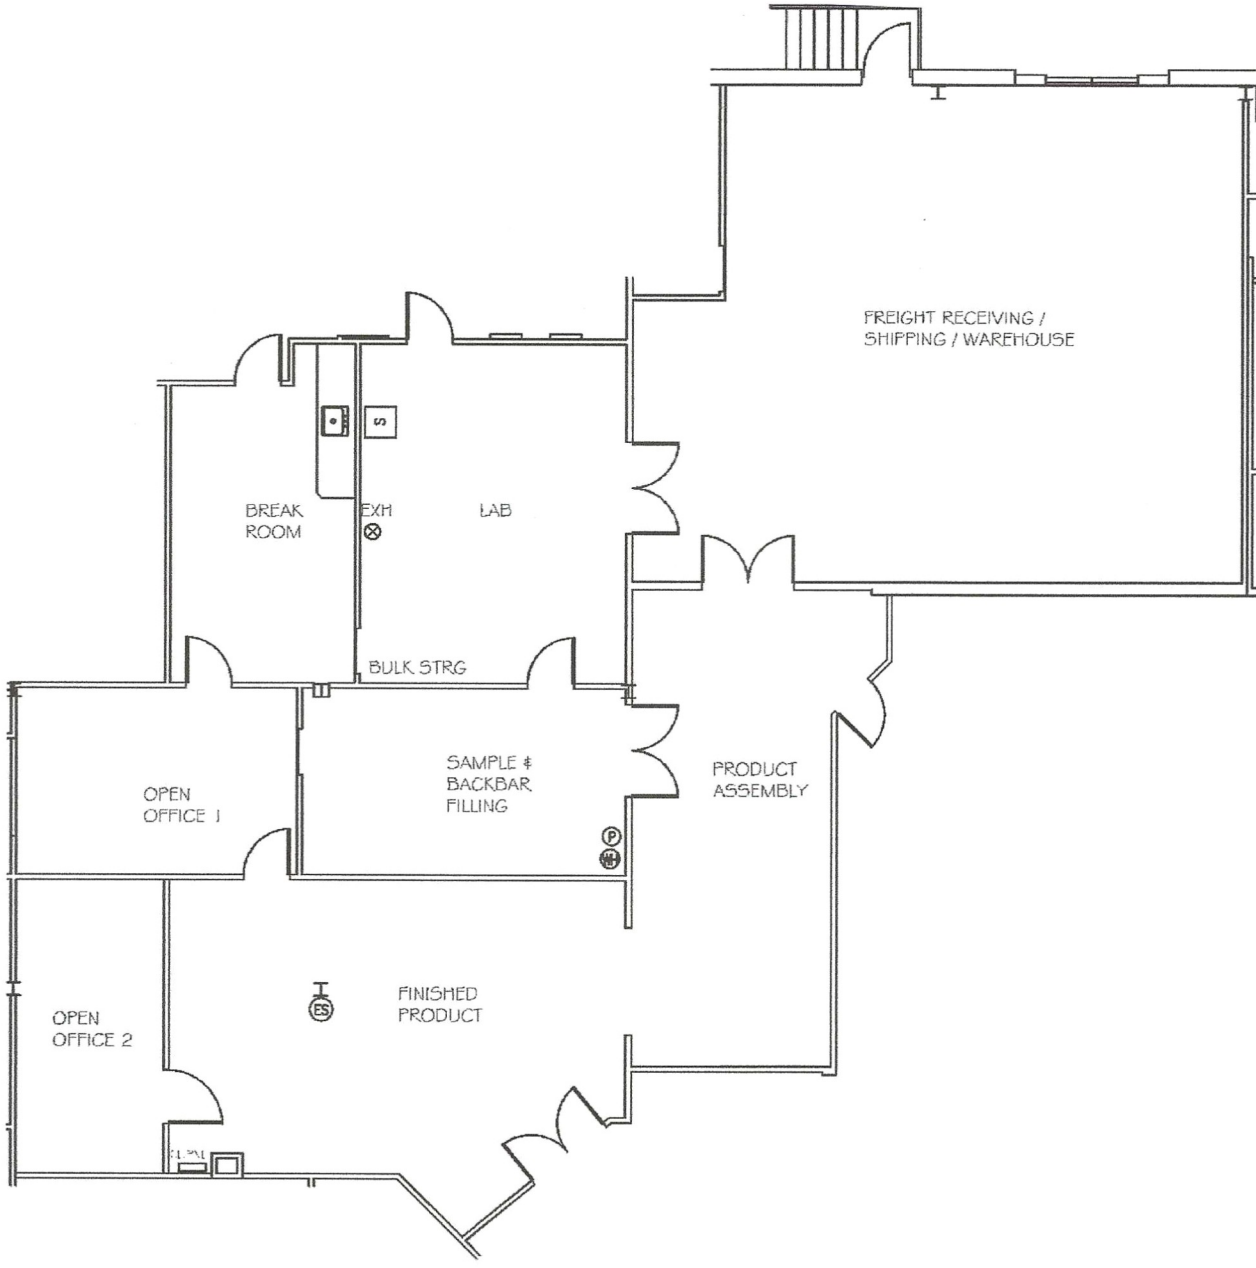 FREIGHT RECEIVING /
SHIPPING / WAREHOUSE
S
BREAK
ROOM
EXH
LAB
BULK STRG
SAMPLE &
BACKBAR
FILLING
PRODUCT
ASSEMBLY
OPEN
OFFICE 1
P
WH
FINISHED
PRODUCT
ES
OPEN
OFFICE 2